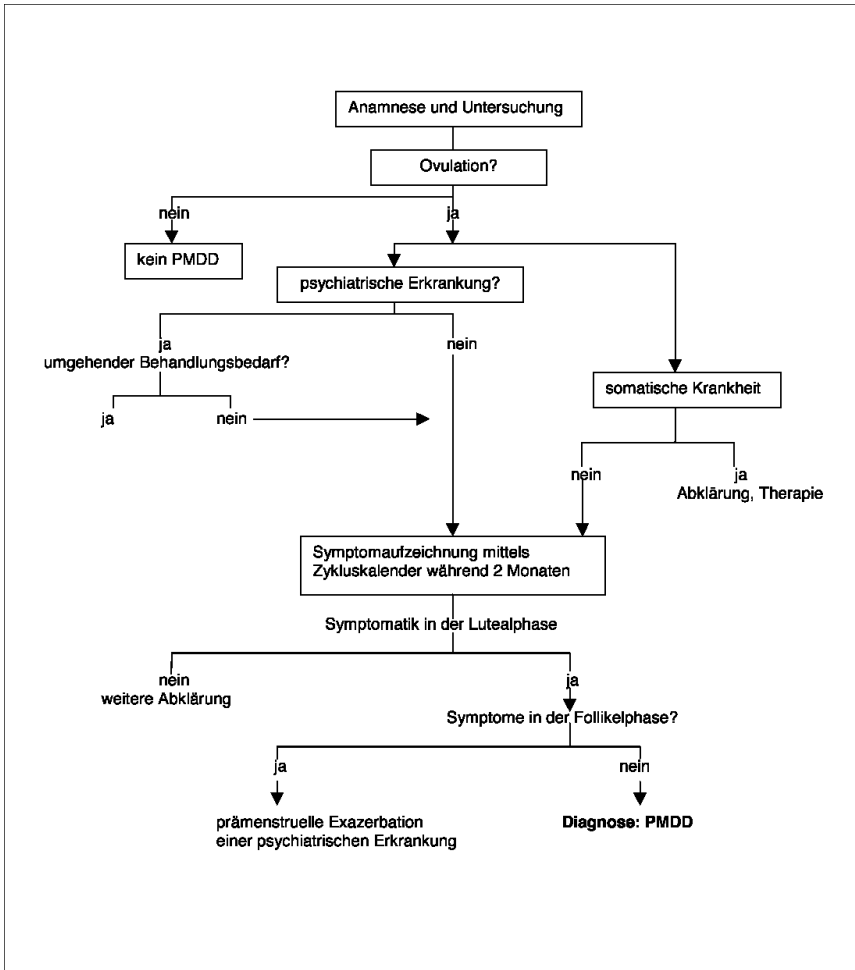 Anamnese und Untersuchung
Ovulation?
nein
ja
kein PMDD
psychiatrische Erkrankung?
ja
umgehender Behandlungsbedarf?
nein
somatische Krankheit
ja
nein
nein
ja
Abklärung, Therapie
Symptomaufzeichnung mittels
Zykluskalender während 2 Monaten
Symptomatik in der Lutealphase
nein
weitere Abklärung
ja
Symptome in der Follikelphase?
ja
nein
prämenstruelle Exazerbation
einer psychiatrischen Erkrankung
Diagnose: PMDD